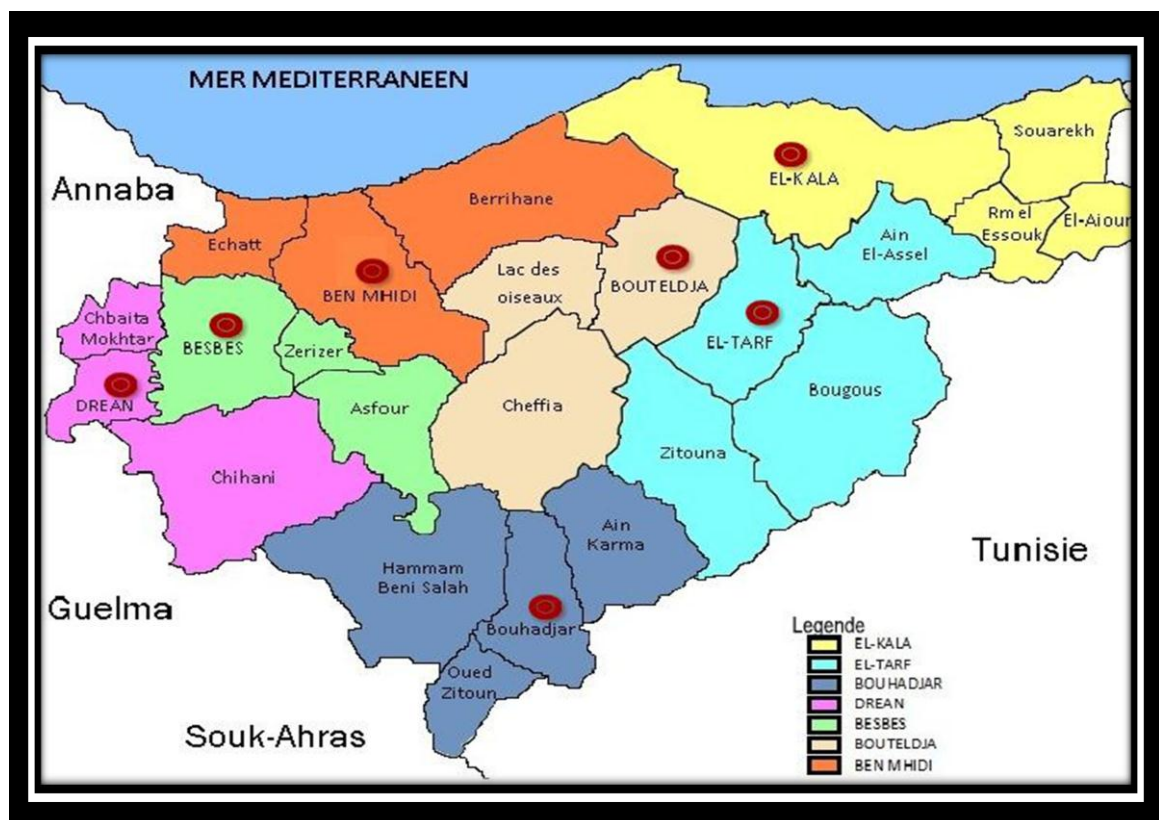 MER MEDITERRANEEN
Annaba
Souarekh
EL-KALA
Berrihane
Rmel
Essouk
El-Aioun
Echatt
Ain
El-Assel
BEN MHIDI
Lac des
oiseaux
BOUTELDJA
Chbaita
Mokhtar
BESBES
Zerizer
EL-TARF
DREAN
Asfour
Cheffia
Bougous
Chihani
Zitouna
Ain
Karma
Tunisie
Hammam
Beni Salah
Guelma
Bouhadjar
Oued
Zitoun
Souk-Ahras
Legende
EL-KALA
EL-TARF
BOUHADJAR
DREAN
BESBES
BOUTELDJA
BEN MHIDI